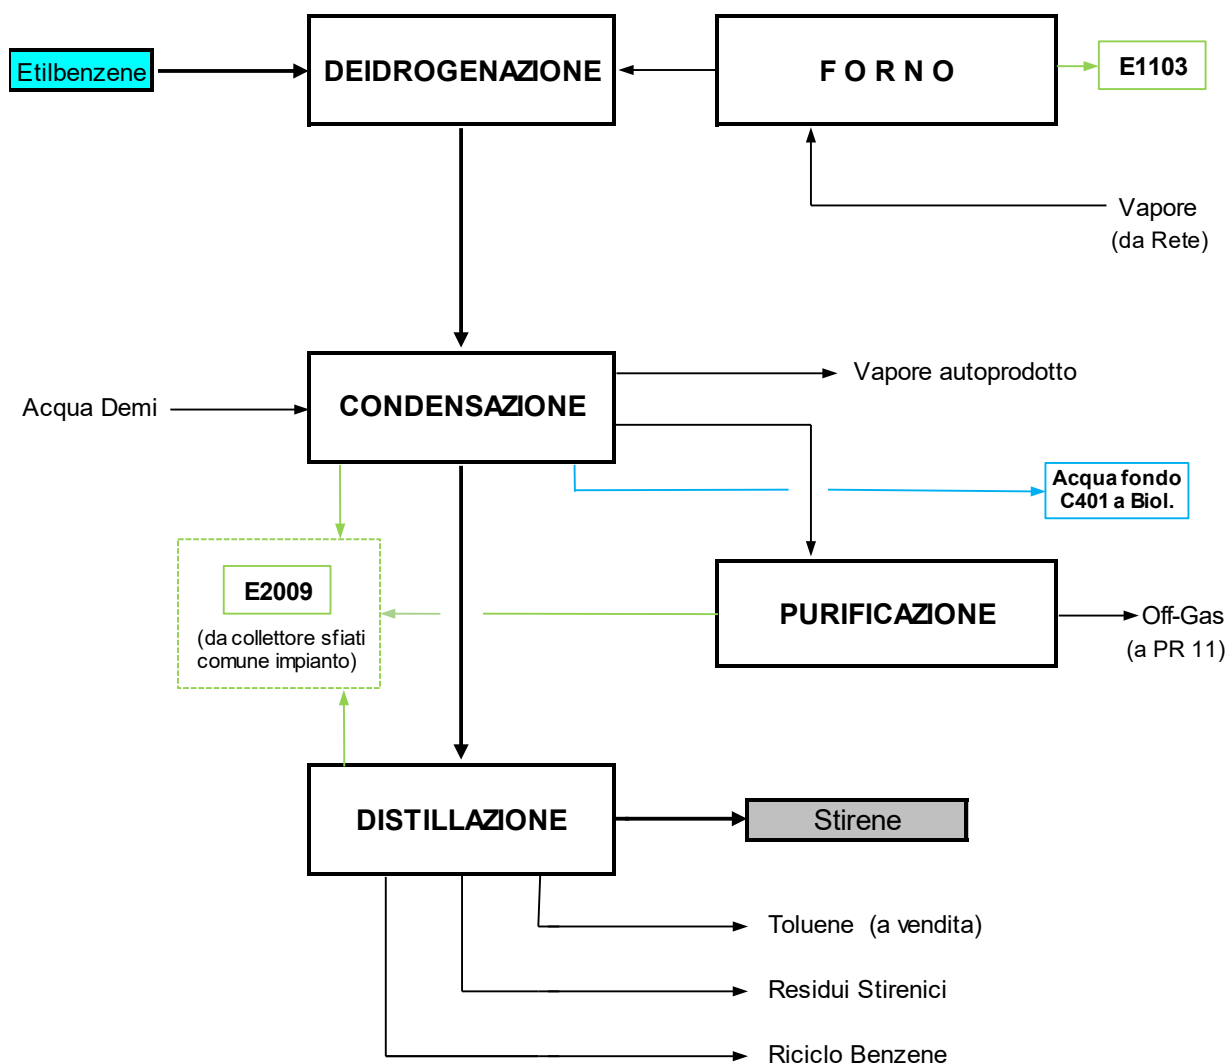 Etilbenzene
DEIDROGENAZIONE
F O R N O
E1103
Vapore
(da Rete)
CONDENSAZIONE
Vapore autoprodotto
Acqua Demi
Acqua fondo
C401 a Biol.
E2009
(da collettore sfiati
comune impianto)
PURIFICAZIONE
Off-Gas
(a PR 11)
DISTILLAZIONE
Stirene
Toluene (a vendita)
Residui Stirenici
Riciclo Benzene